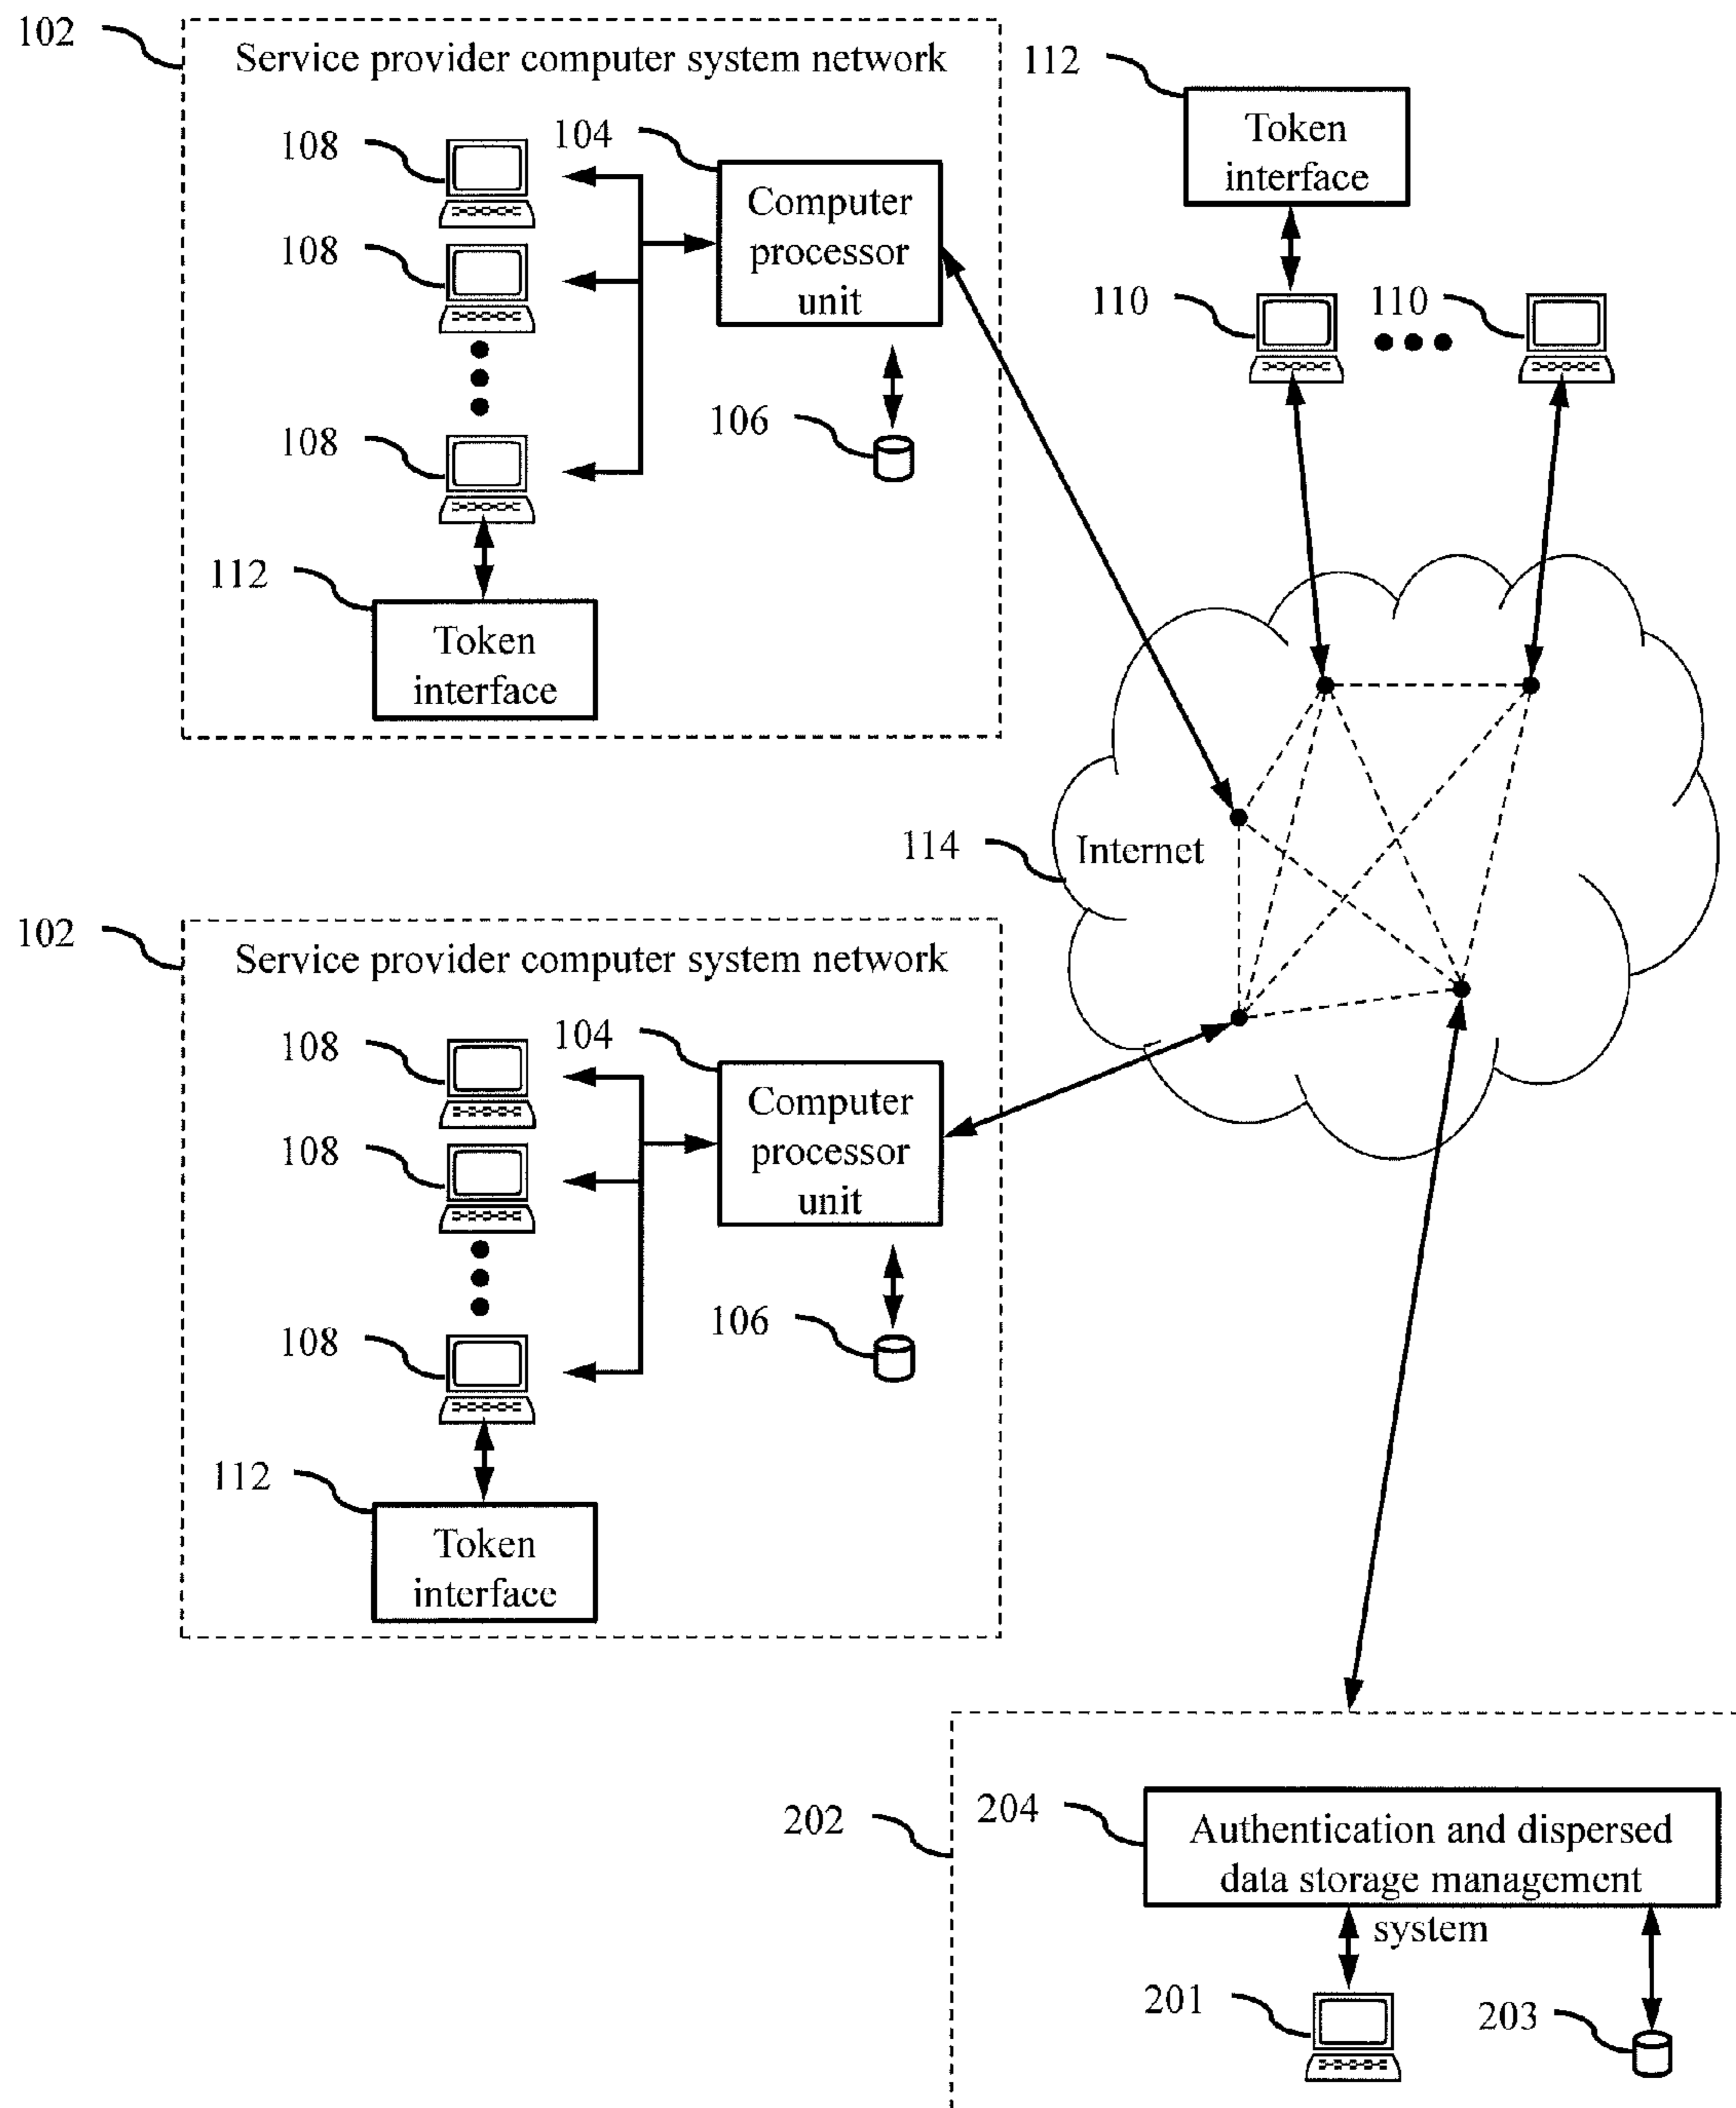 102
Service provider computer system network
112
Token
interface
108
104
Computer
processor
unit
108
110
110
108
106
112
Token
interface
114
Internet
102
Service provider computer system network
108
104
Computer
processor
unit
108
108
106
112
Token
interface
202
204
Authentication and dispersed
data storage management
system
201
203